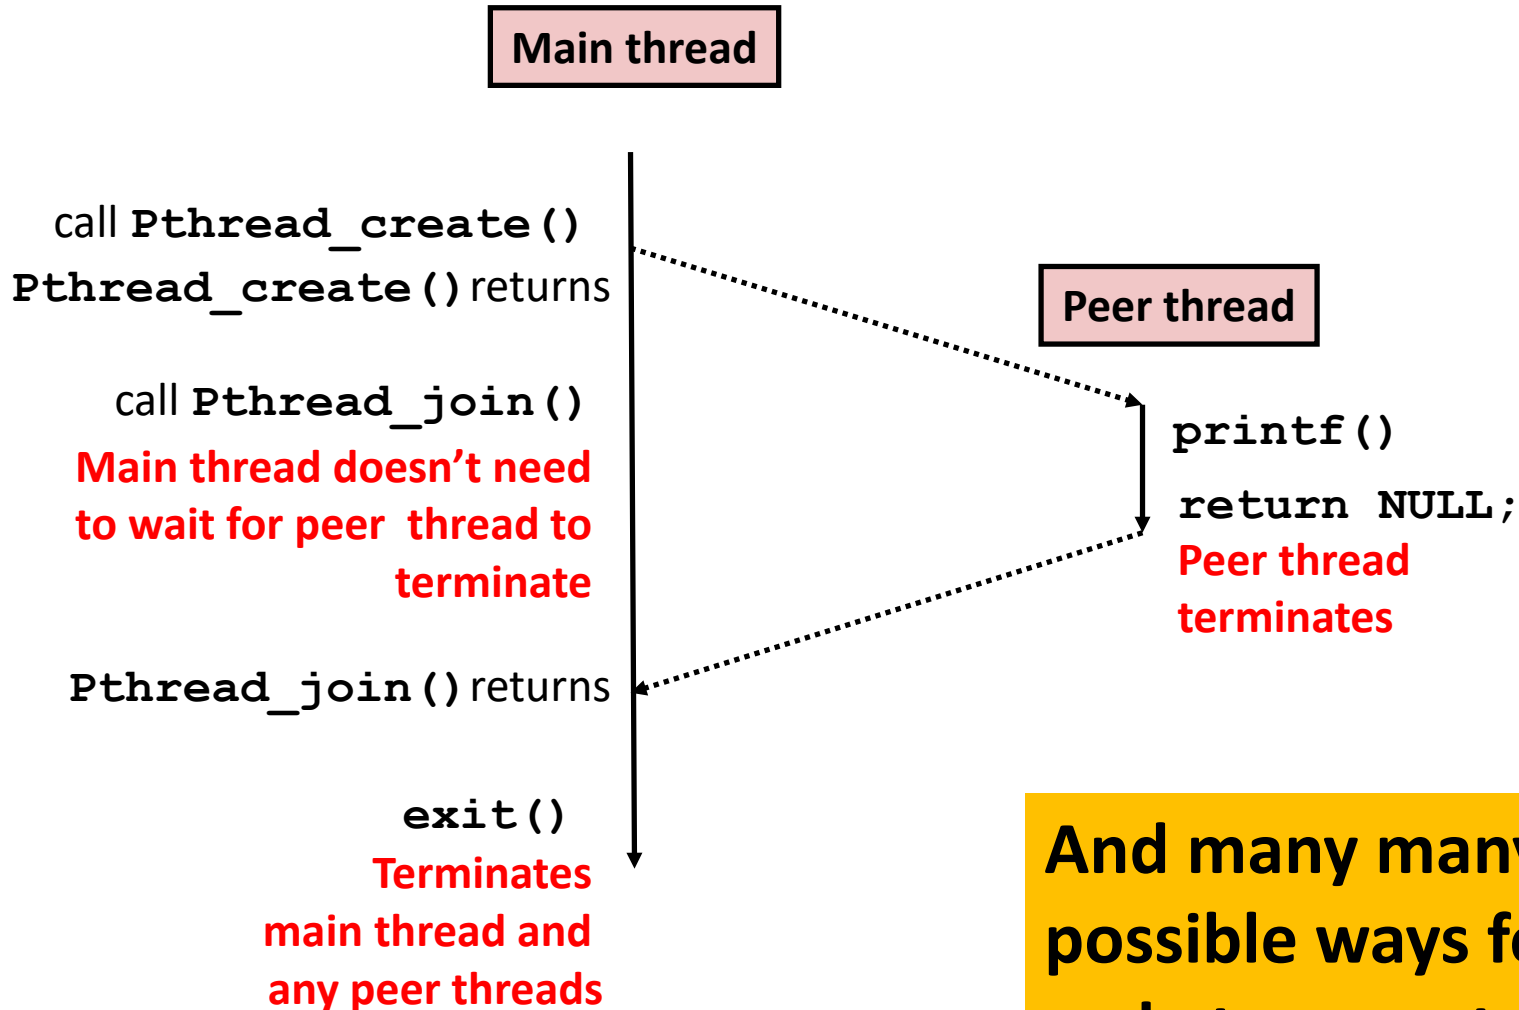 Main thread
call Pthread_create()
Pthread_create() returns
call Pthread_join()
Main thread doesn’t need
to wait for peer thread to
terminate
Pthread_join() returns
exit()
Terminates
main thread and
any peer threads
Peer thread
printf()
return NULL;
Peer thread
terminates
And many
possible ways